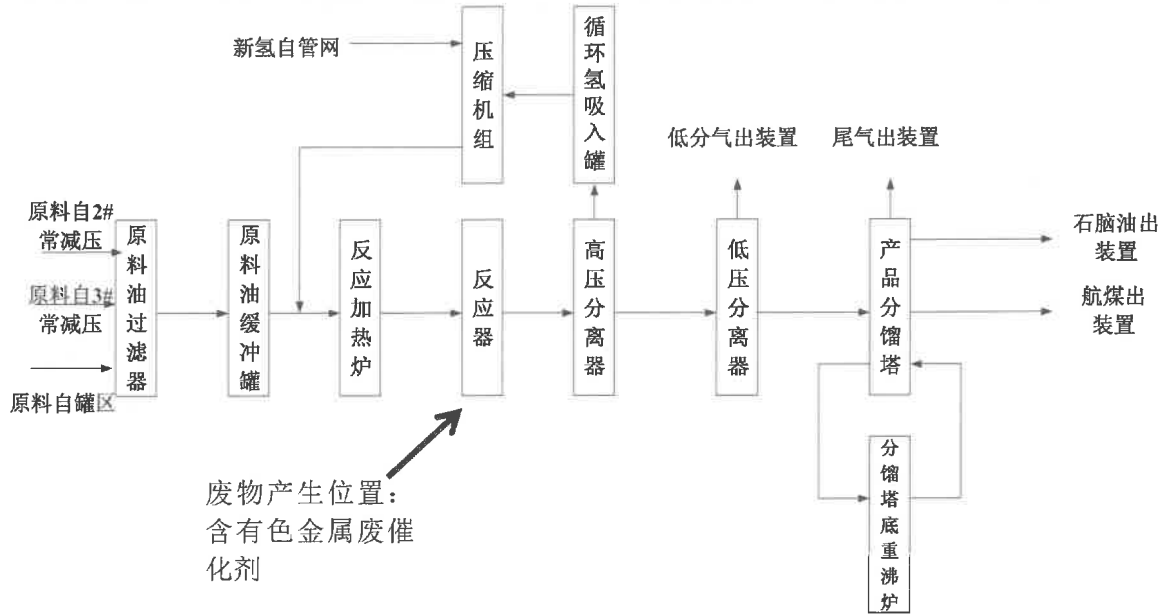 新氢自管网
压缩机组
循环氢吸入罐
低分气出装置
尾气出装置
原料自2#
常减压
原料自3#
常减压
原料自罐区
原料油过滤器
原料油缓冲罐
反应加热炉
反应器
高压分离器
低压分离器
产品分馏塔
石脑油出
装置
航煤出
装置
分馏塔底重沸炉
废物产生位置：
含有色金属废催
化剂